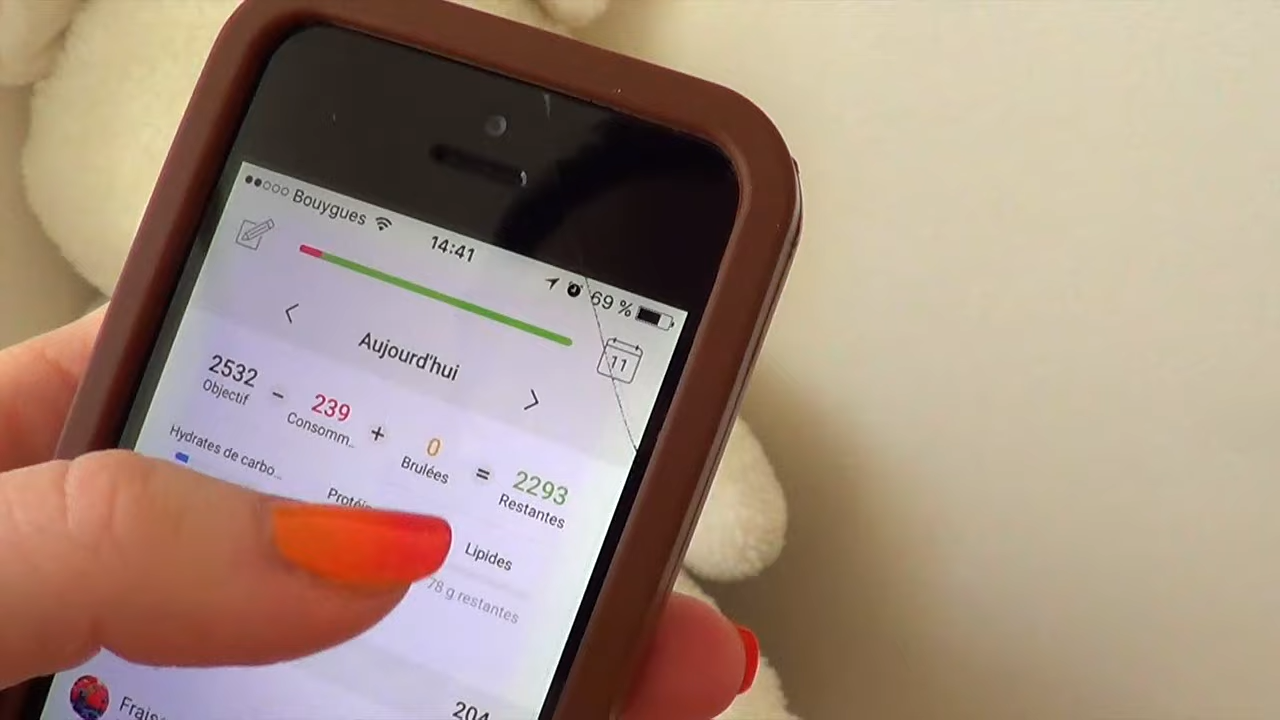 Bouygues 14:41 69 %
11
Aujourd'hui
2532 - 239 + 0 = 2293
Objectif Consomm... Brulées Restantes
Hydrates de carbo... Lipides
78 g restantes
204